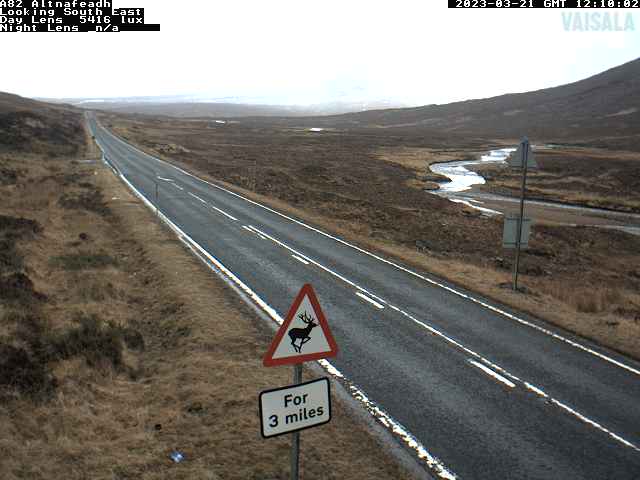 A82 Altnafeadh
Looking South East
Day Lens 5416 lux
Night Lens n/a
2023-03-21 GMT 12:10:02
VAISALA
For
3 miles